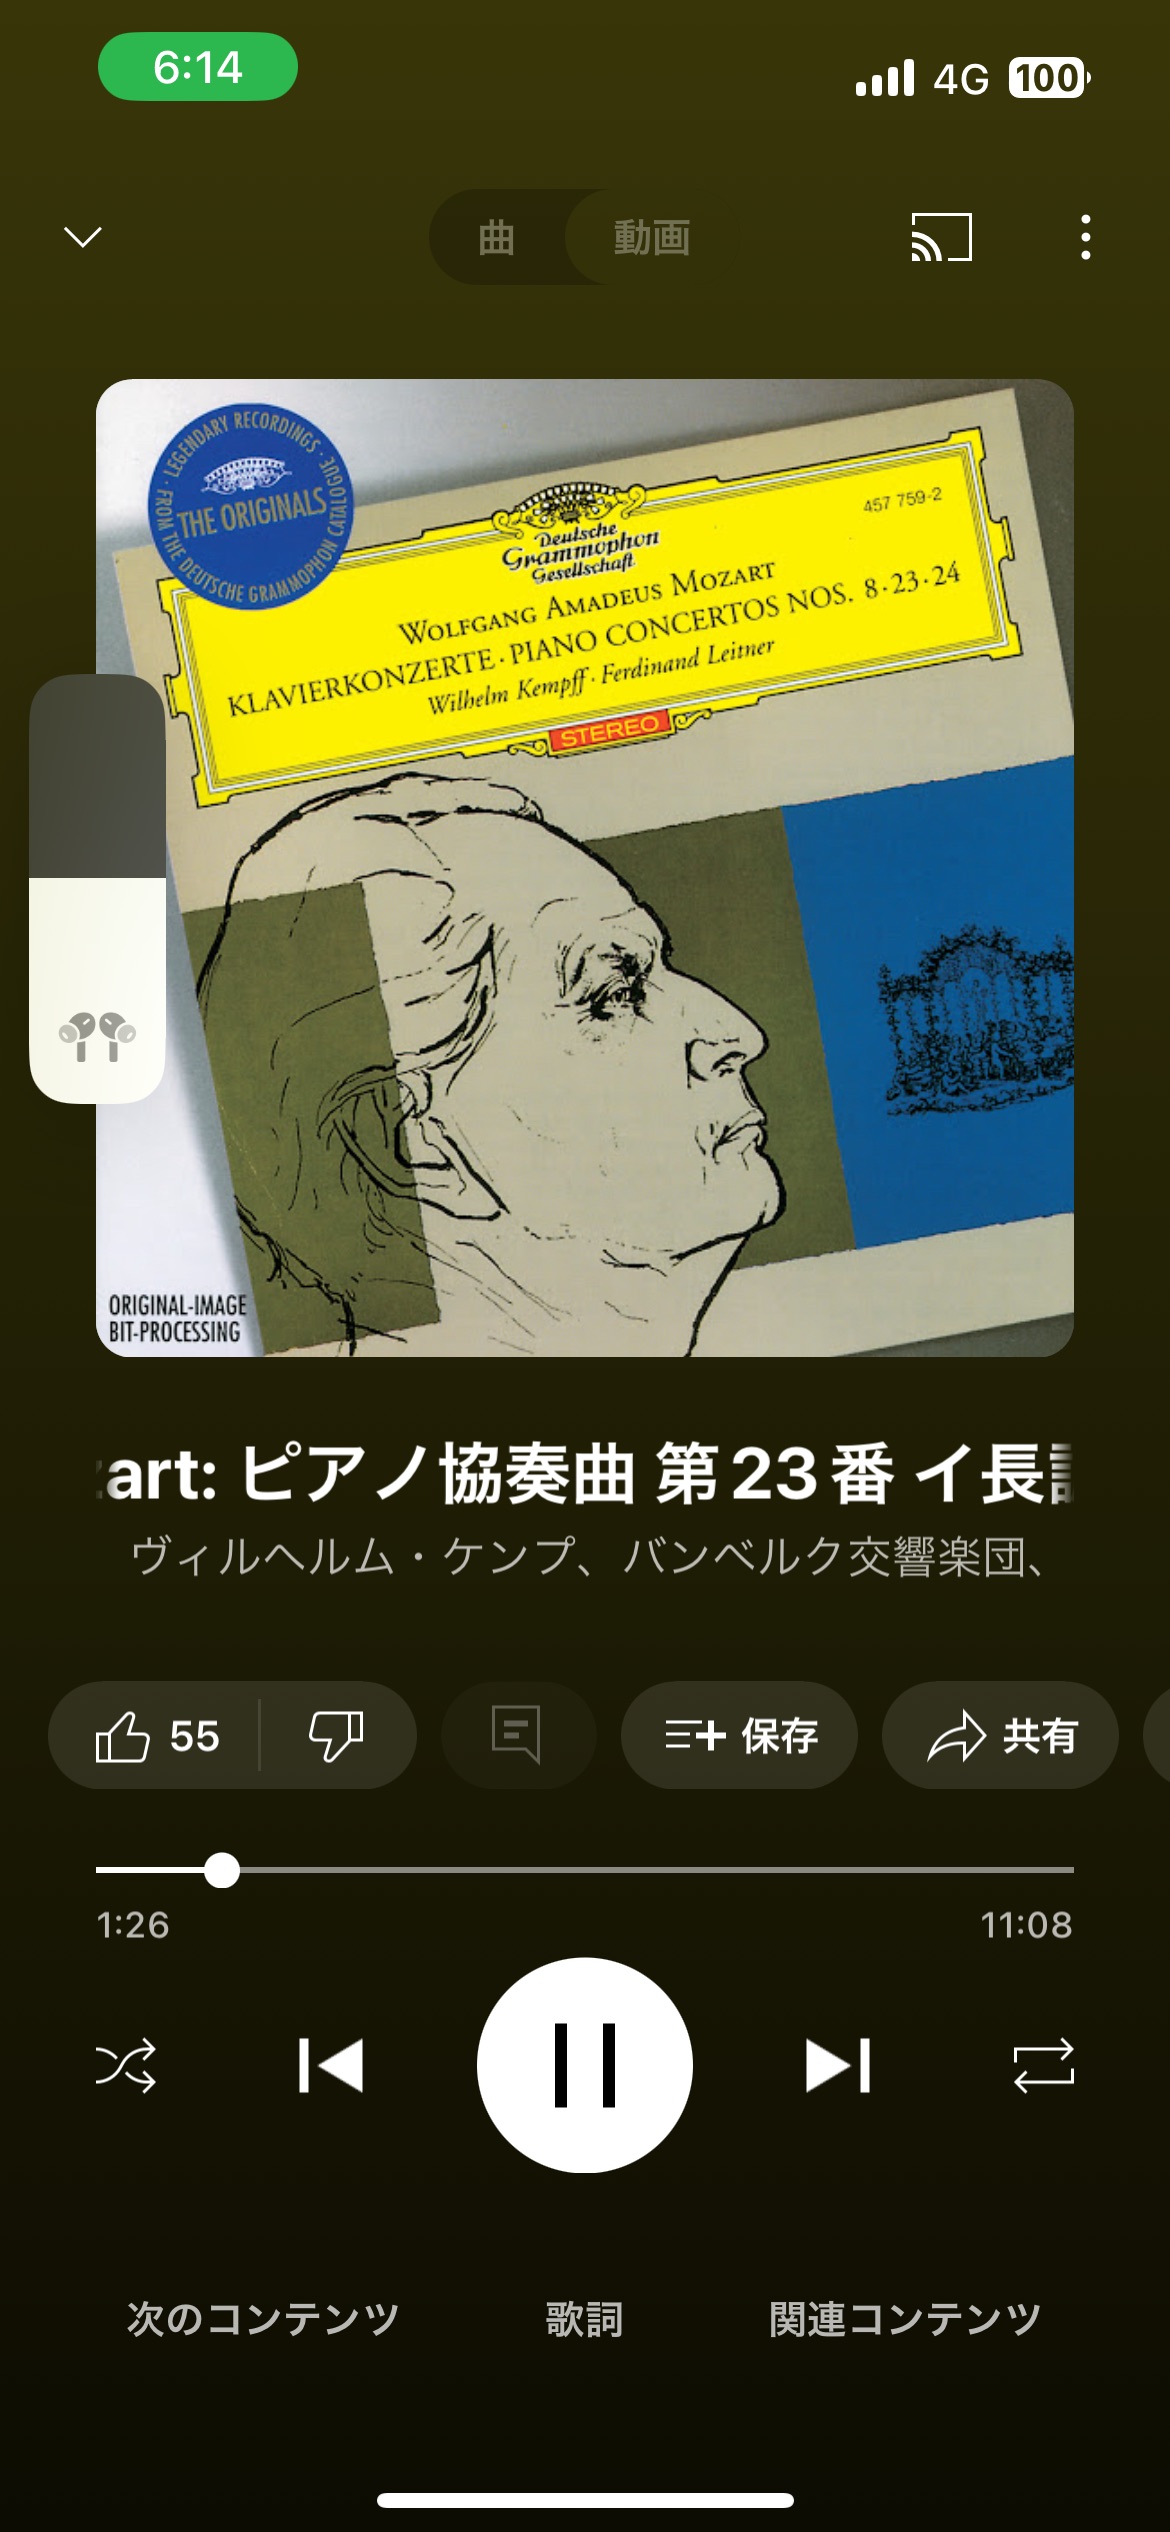 6:14
4G 100
曲 動画
LEGENDARY RECORDINGS · FROM THE DEUTSCHE GRAMMOPHON CATALOGUE ·
THE ORIGINALS
457 759-2
Deutsche
Grammophon
Gesellschaft
WOLFGANG AMADEUS MOZART
KLAVIERKONZERTE · PIANO CONCERTOS NOS. 8 · 23 · 24
Wilhelm Kempff · Ferdinand Leitner
STEREO
ORIGINAL-IMAGE
BIT-PROCESSING
art: ピアノ協奏曲 第23番 イ長
ヴィルヘルム・ケンプ、バンベルク交響楽団、
55 保存 共有
1:26 11:08
次のコンテンツ 歌詞 関連コンテンツ